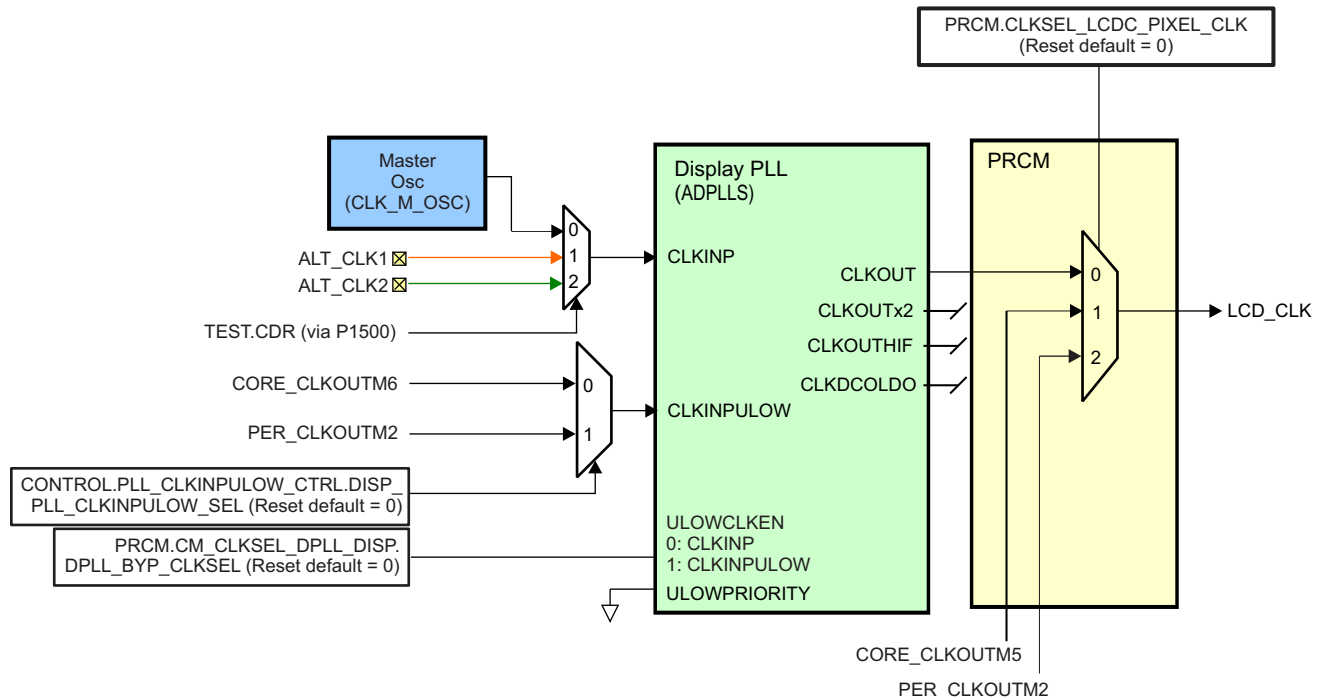 PRCM.CLKSEL_LCDC_PIXEL_CLK
(Reset default = 0)
Master
Osc
(CLK_M_OSC)
Display PLL
(ADPLLS)
PRCM
0
1
2
ALT_CLK1
ALT_CLK2
TEST.CDR (via P1500)
CLKINP
CLKOUT
CLKOUTx2
CLKOUTHIF
CLKDCOLDO
0
1
2
LCD_CLK
CORE_CLKOUTM6
PER_CLKOUTM2
0
1
CLKINPULOW
CONTROL.PLL_CLKINPULOW_CTRL.DISP_
PLL_CLKINPULOW_SEL (Reset default = 0)
PRCM.CM_CLKSEL_DPLL_DISP.
DPLL_BYP_CLKSEL (Reset default = 0)
ULOWCLKEN
0: CLKINP
1: CLKINPULOW
ULOWPRIORITY
CORE_CLKOUTM5
PER_CLKOUTM2